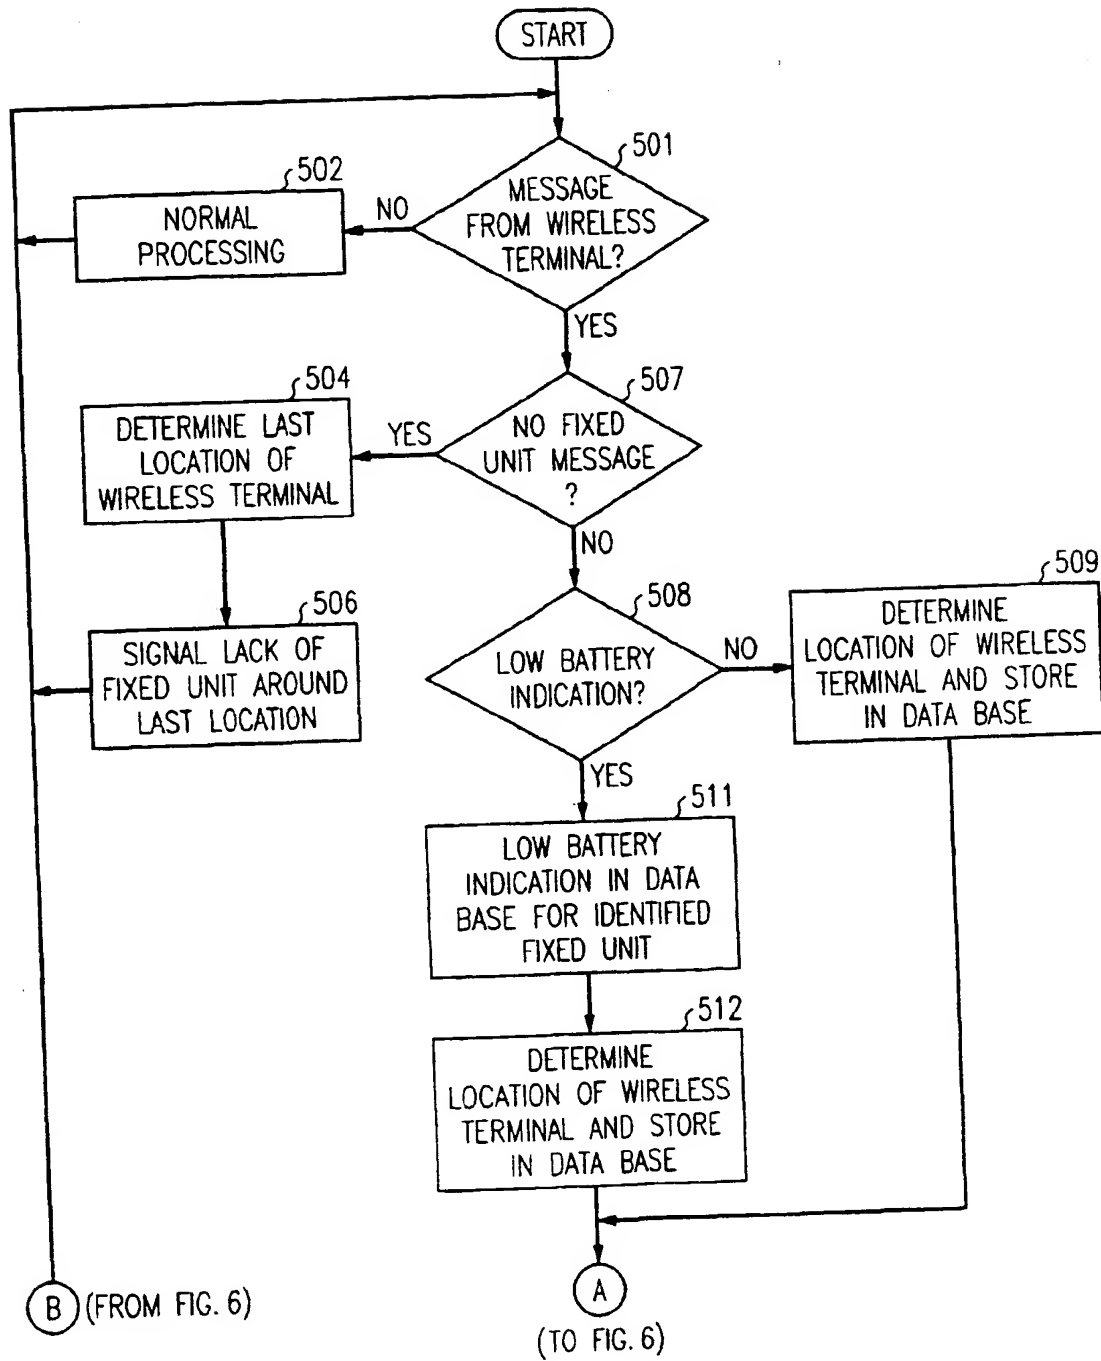 START
501
MESSAGE
FROM WIRELESS
TERMINAL?
NO
502
NORMAL
PROCESSING
YES
507
NO FIXED
UNIT MESSAGE
?
YES
504
DETERMINE LAST
LOCATION OF
WIRELESS TERMINAL
506
SIGNAL LACK OF
FIXED UNIT AROUND
LAST LOCATION
NO
508
LOW BATTERY
INDICATION?
NO
509
DETERMINE
LOCATION OF WIRELESS
TERMINAL AND STORE
IN DATA BASE
YES
511
LOW BATTERY
INDICATION IN DATA
BASE FOR IDENTIFIED
FIXED UNIT
512
DETERMINE
LOCATION OF WIRELESS
TERMINAL AND STORE
IN DATA BASE
B (FROM FIG. 6)
A
(TO FIG. 6)